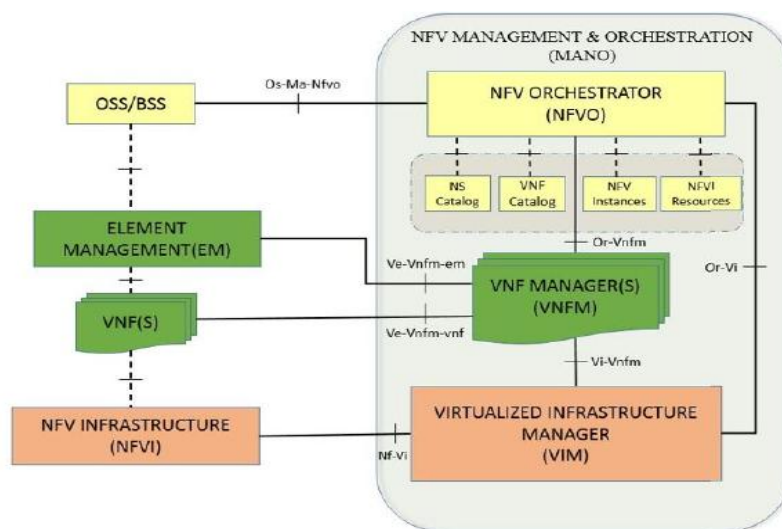 NFV MANAGEMENT & ORCHESTRATION
(MANO)
Os-Ma-Nfvo
OSS/BSS
NFV ORCHESTRATOR
(NFVO)
NS
Catalog
VNF
Catalog
NFV
Instances
NFVI
Resources
ELEMENT
MANAGEMENT(EM)
Or-Vnfm
Ve-Vnfm-em
Or-Vi
VNF MANAGER(S)
(VNFM)
VNF(S)
Ve-Vnfm-vnf
Vi-Vnfm
NFV INFRASTRUCTURE
(NFVI)
VIRTUALIZED INFRASTRUCTURE
MANAGER
(VIM)
Nf-Vi